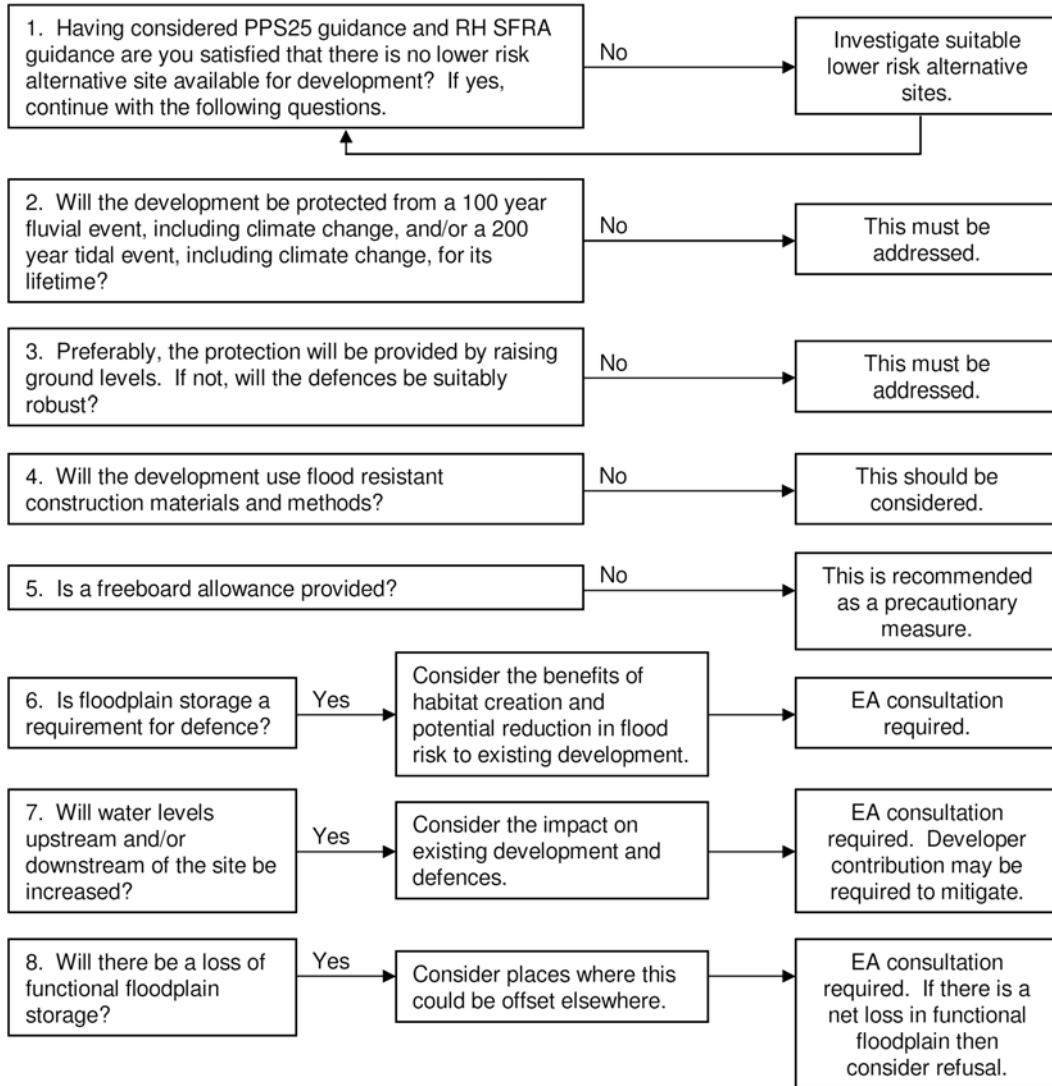 1. Having considered PPS25 guidance and RH SFRA
guidance are you satisfied that there is no lower risk
alternative site available for development? If yes,
continue with the following questions.
No
Investigate suitable
lower risk alternative
sites.
2. Will the development be protected from a 100 year
fluvial event, including climate change, and/or a 200
year tidal event, including climate change, for its
lifetime?
No
This must be
addressed.
3. Preferably, the protection will be provided by raising
ground levels. If not, will the defences be suitably
robust?
No
This must be
addressed.
4. Will the development use flood resistant
construction materials and methods?
No
This should be
considered.
5. Is a freeboard allowance provided?
No
This is recommended
as a precautionary
measure.
6. Is floodplain storage a
requirement for defence?
Yes
Consider the benefits of
habitat creation and
potential reduction in flood
risk to existing development.
EA consultation
required.
7. Will water levels
upstream and/or
downstream of the site be
increased?
Yes
Consider the impact on
existing development and
defences.
EA consultation
required. Developer
contribution may be
required to mitigate.
8. Will there be a loss of
functional floodplain
storage?
Yes
Consider places where this
could be offset elsewhere.
EA consultation
required. If there is a
net loss in functional
floodplain then
consider refusal.